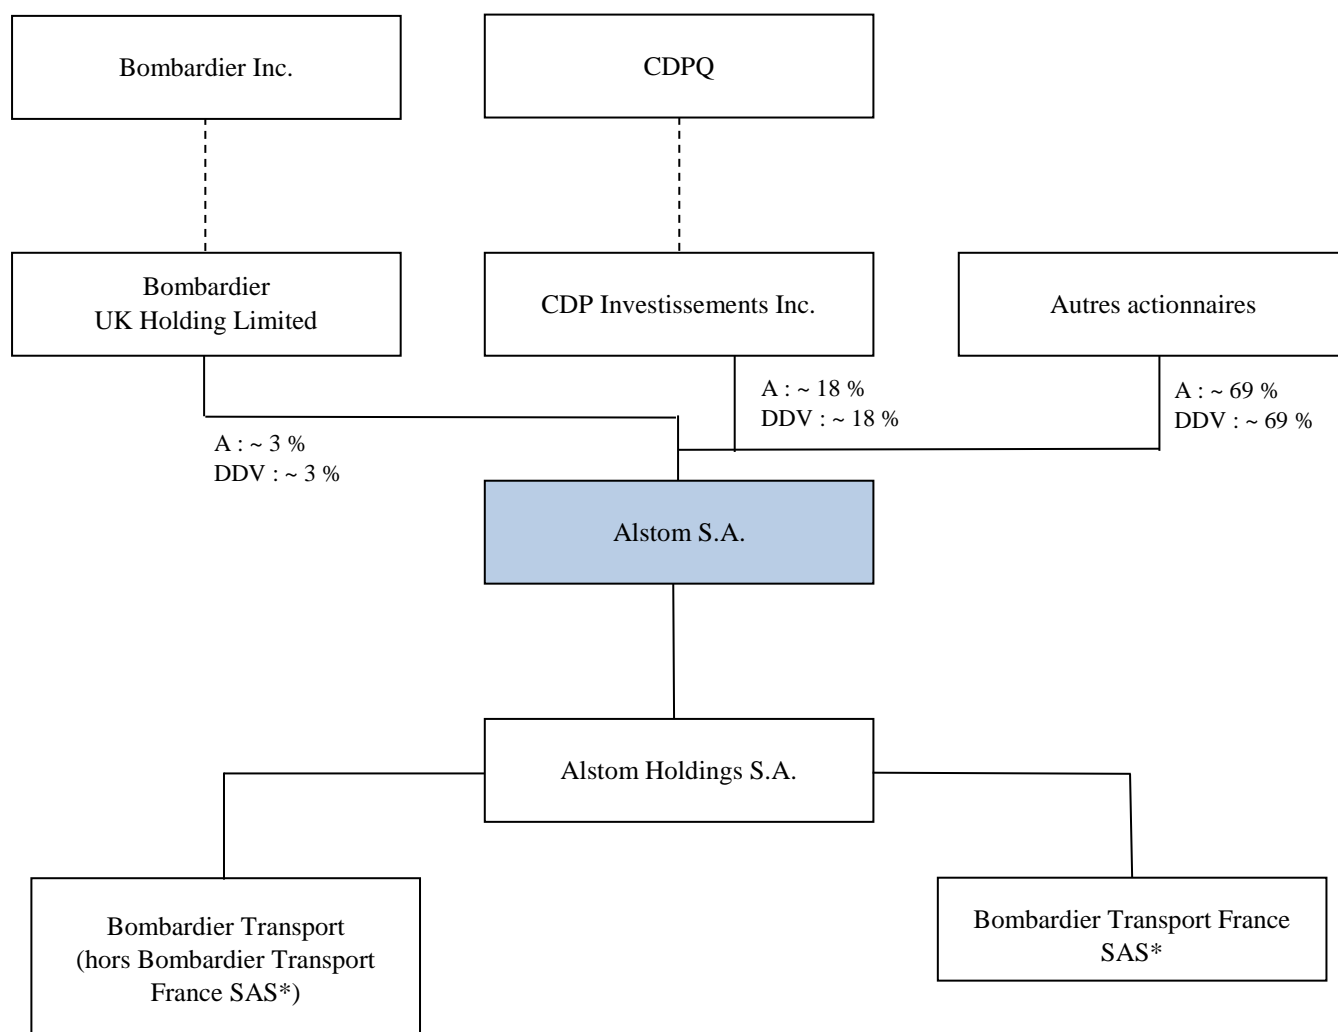 Bombardier Inc.
CDPQ
Bombardier
UK Holding Limited
CDP Investissements Inc.
Autres actionnaires
A : ~ 3 %
DDV : ~ 3 %
A : ~ 18 %
DDV : ~ 18 %
A : ~ 69 %
DDV : ~ 69 %
Alstom S.A.
Alstom Holdings S.A.
Bombardier Transport
(hors Bombardier Transport
France SAS*)
Bombardier Transport France
SAS*